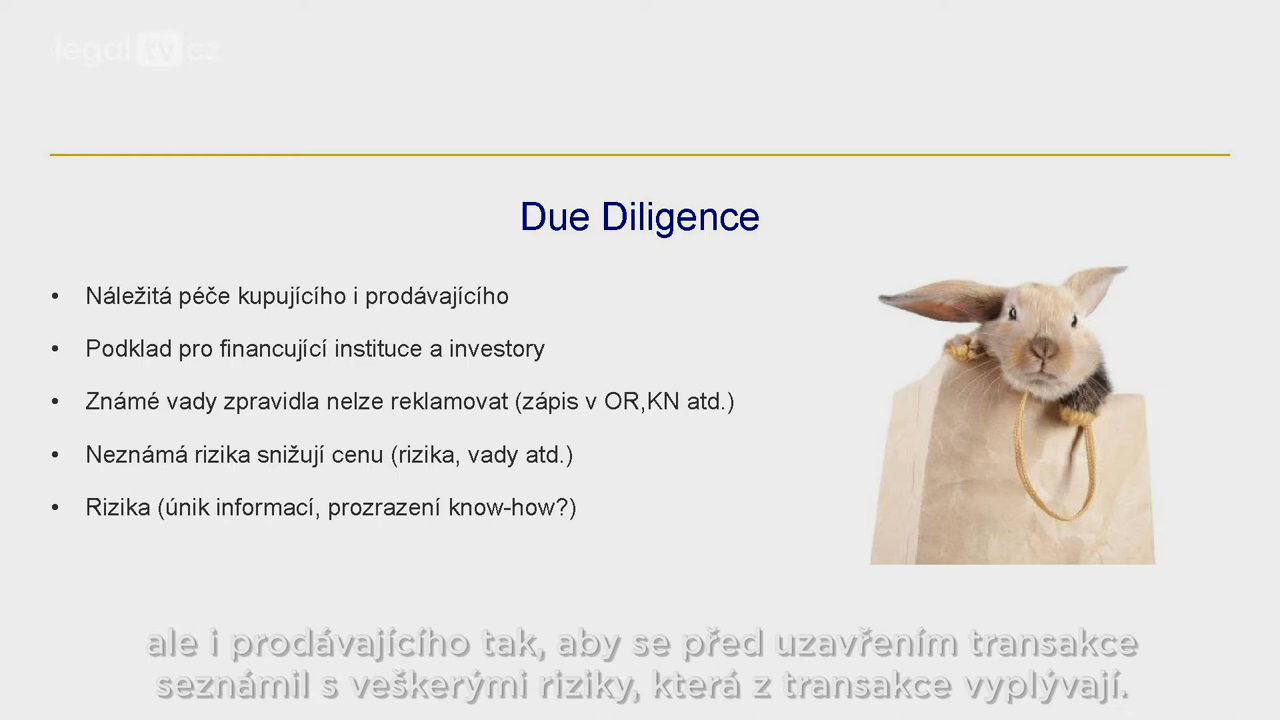 legal tv cz
Due Diligence
• Náležitá péče kupujícího i prodávajícího
• Podklad pro financující instituce a investory
• Známé vady zpravidla nelze reklamovat (zápis v OR,KN atd.)
• Neznámá rizika snižují cenu (rizika, vady atd.)
• Rizika (únik informací, prozrazení know-how?)
ale i prodávajícího tak, aby se před uzavřením transakce
seznámil s veškerými riziky, která z transakce vyplývají.